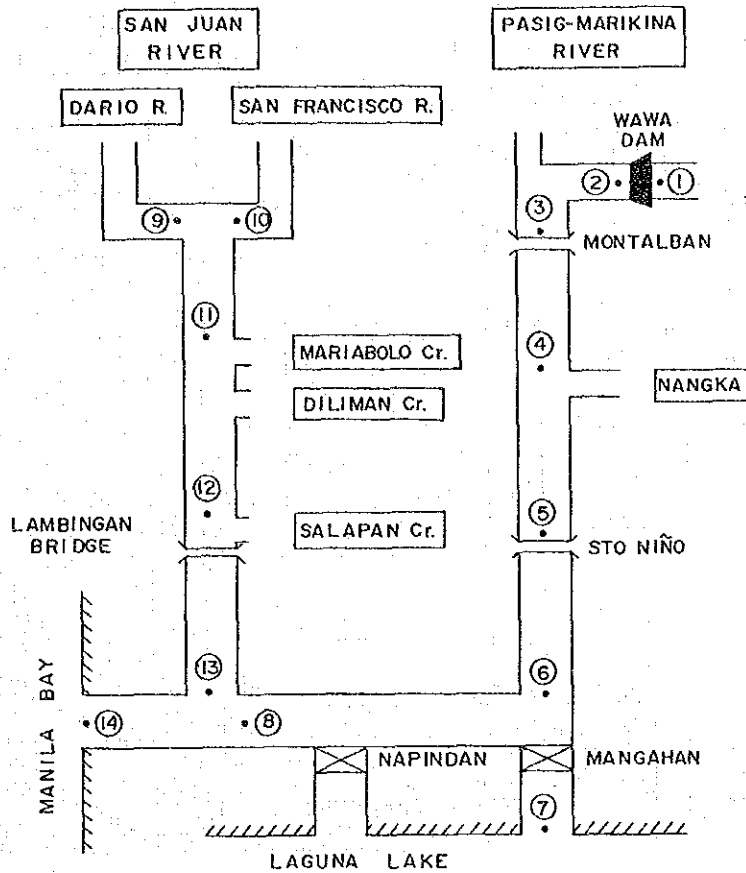 SAN JUAN
RIVER
PASIG-MARIKINA
RIVER
DARIO R.
SAN FRANCISCO R.
WAWA
DAM
②
①
③
⑨
⑩
MONTALBAN
⑪
MARIABOLO Cr.
④
DILIMAN Cr.
NANGKA
⑫
⑤
LAMBINGAN
BRIDGE
SALAPAN Cr.
STO NIÑO
MANILA BAY
⑬
⑥
⑭
⑧
NAPINDAN
MANGAHAN
⑦
LAGUNA LAKE